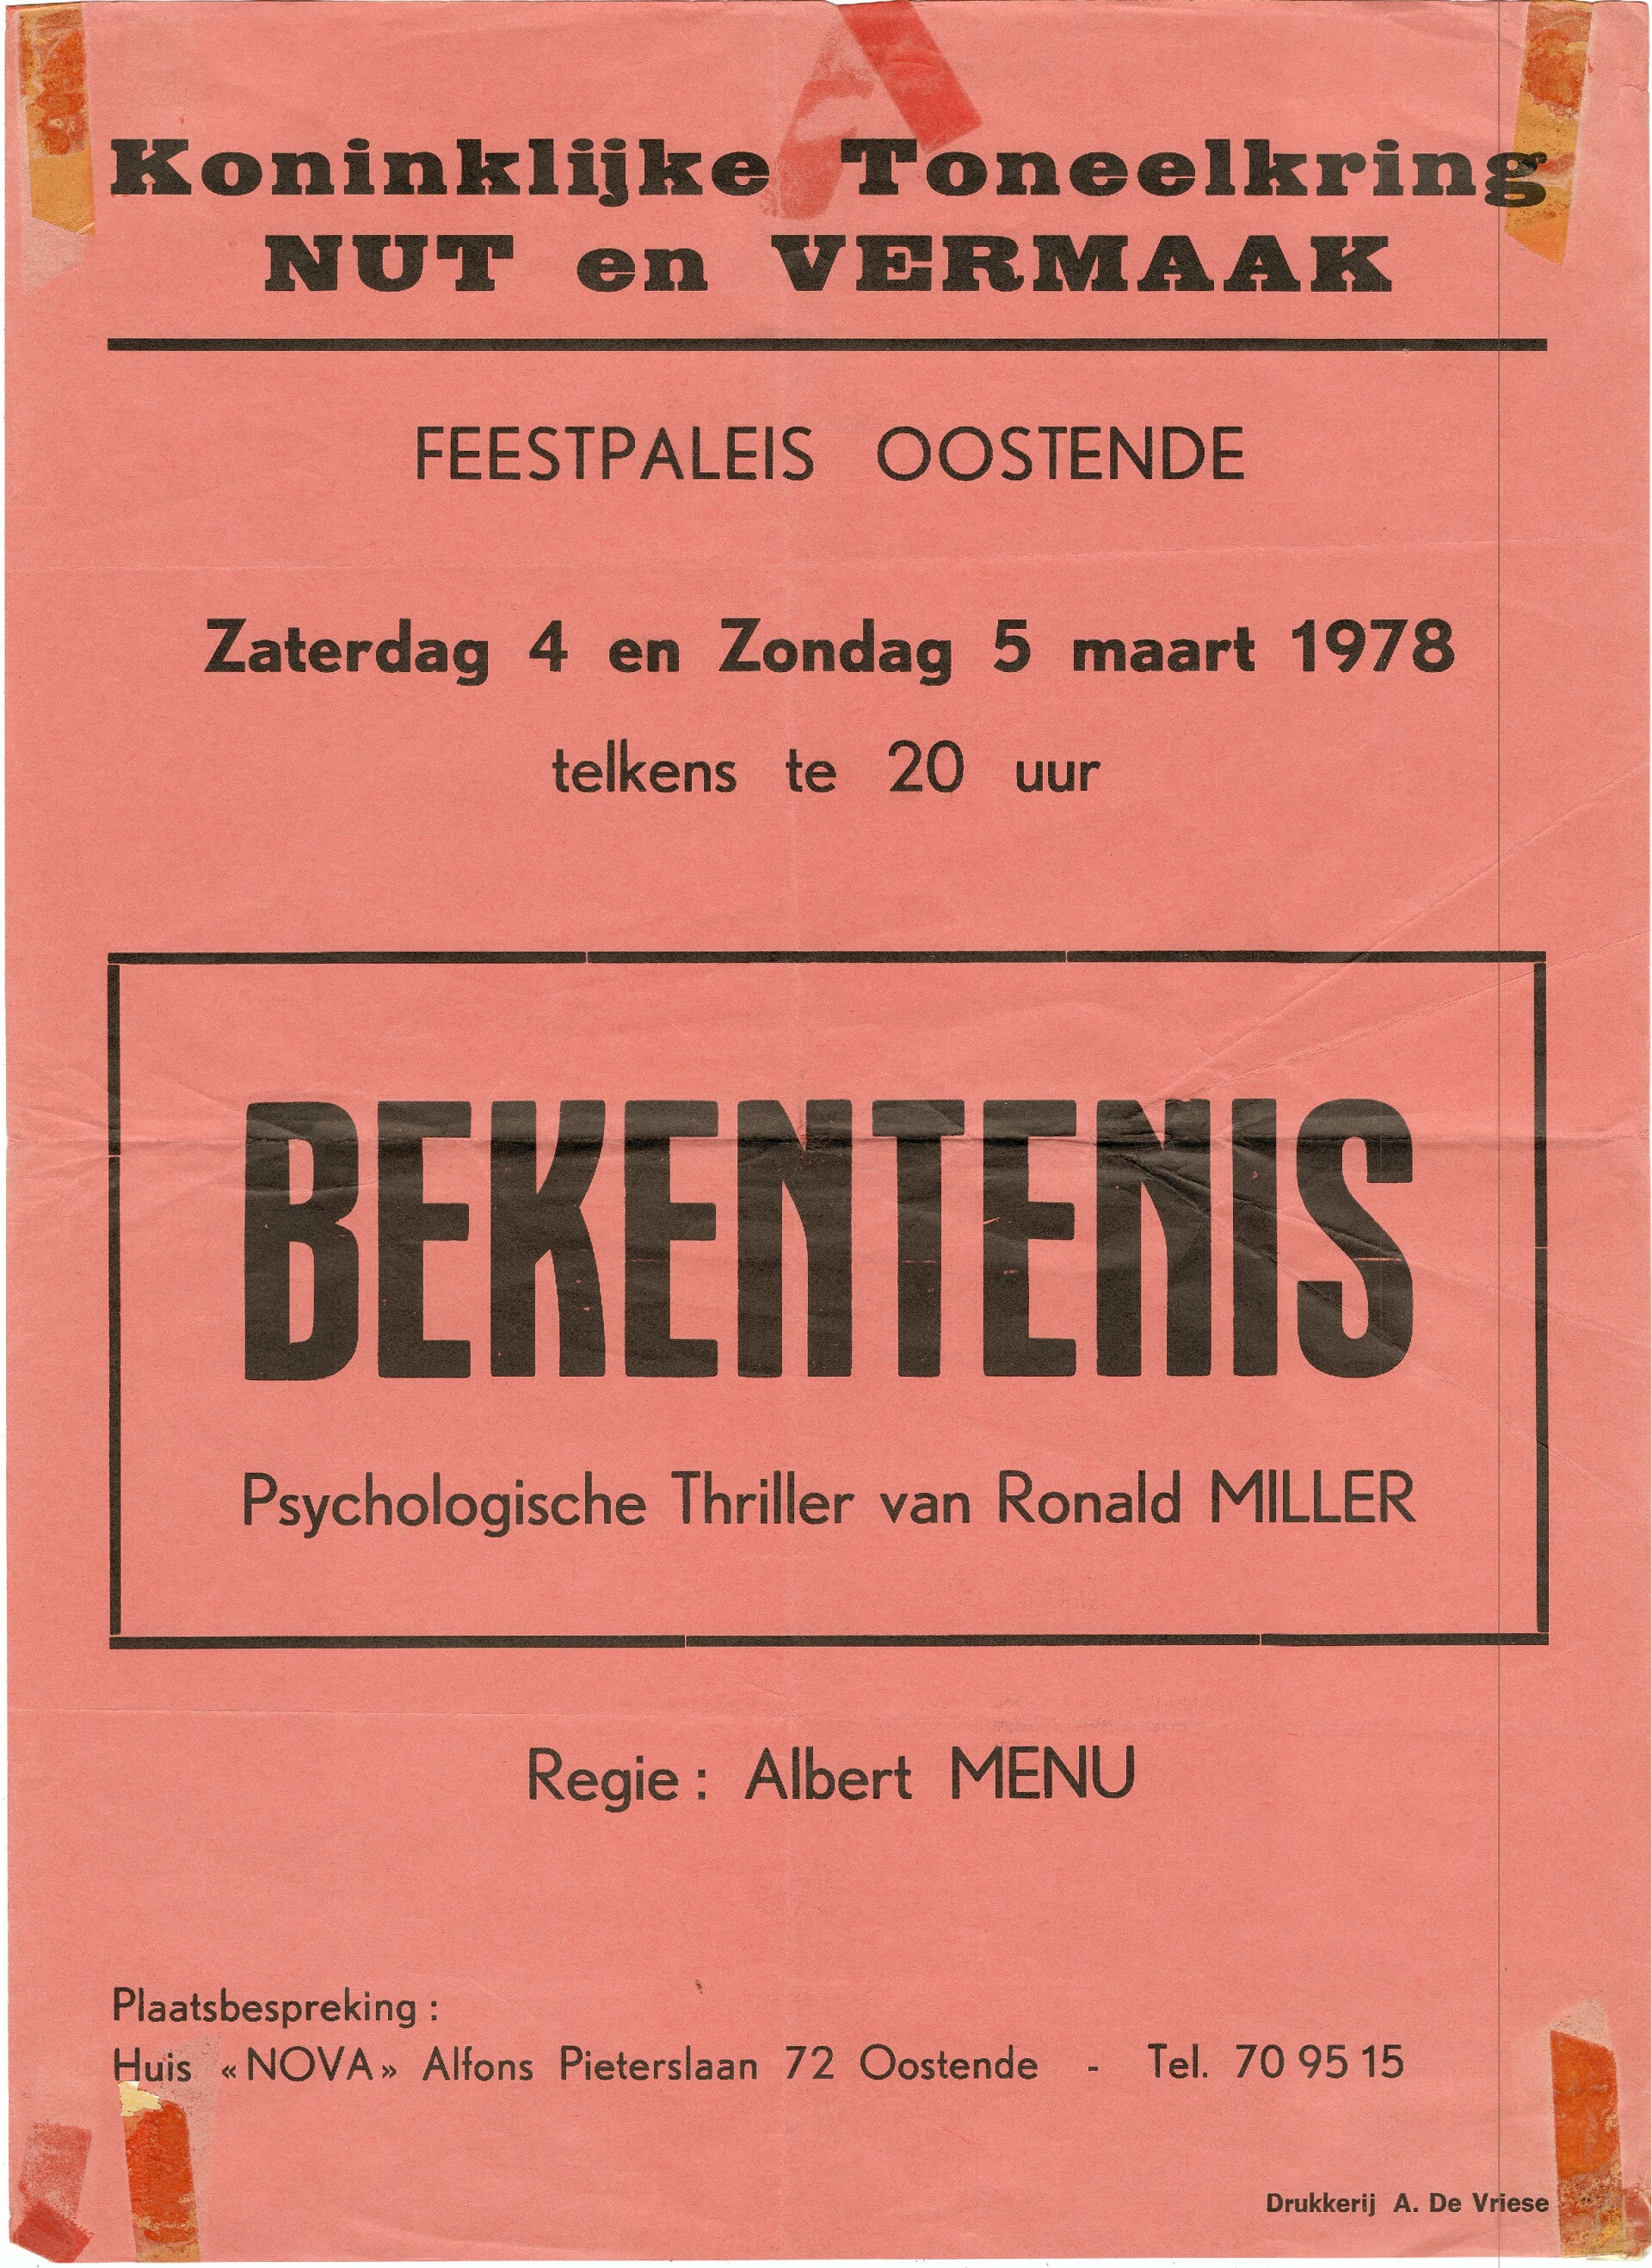 Koninklijke Toneelkring
NUT en VERMAAK
FEESTPALEIS OOSTENDE
Zaterdag 4 en Zondag 5 maart 1978
telkens te 20 uur
BEKENTENIS
Psychologische Thriller van Ronald MILLER
Regie : Albert MENU
Plaatsbespreking :
Huis «NOVA» Alfons Pieterslaan 72 Oostende - Tel. 70 95 15
Drukkerij A. De Vriese